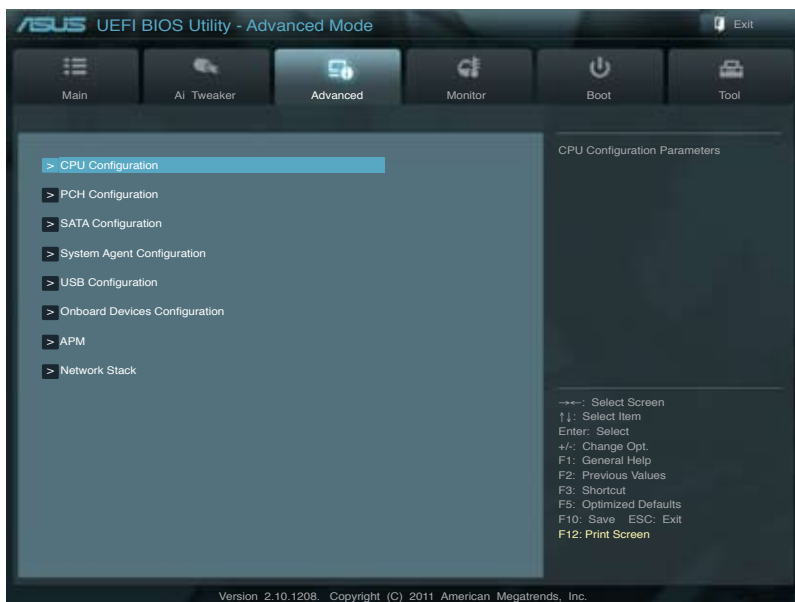 ASUS UEFI BIOS Utility - Advanced Mode
Exit
Main
Ai Tweaker
Advanced
Monitor
Boot
Tool
> CPU Configuration
> PCH Configuration
> SATA Configuration
> System Agent Configuration
> USB Configuration
> Onboard Devices Configuration
> APM
> Network Stack
CPU Configuration Parameters
→←: Select Screen
↑↓: Select Item
Enter: Select
+/-: Change Opt.
F1: General Help
F2: Previous Values
F3: Shortcut
F5: Optimized Defaults
F10: Save ESC: Exit
F12: Print Screen
Version 2.10.1208. Copyright (C) 2011 American Megatrends, Inc.